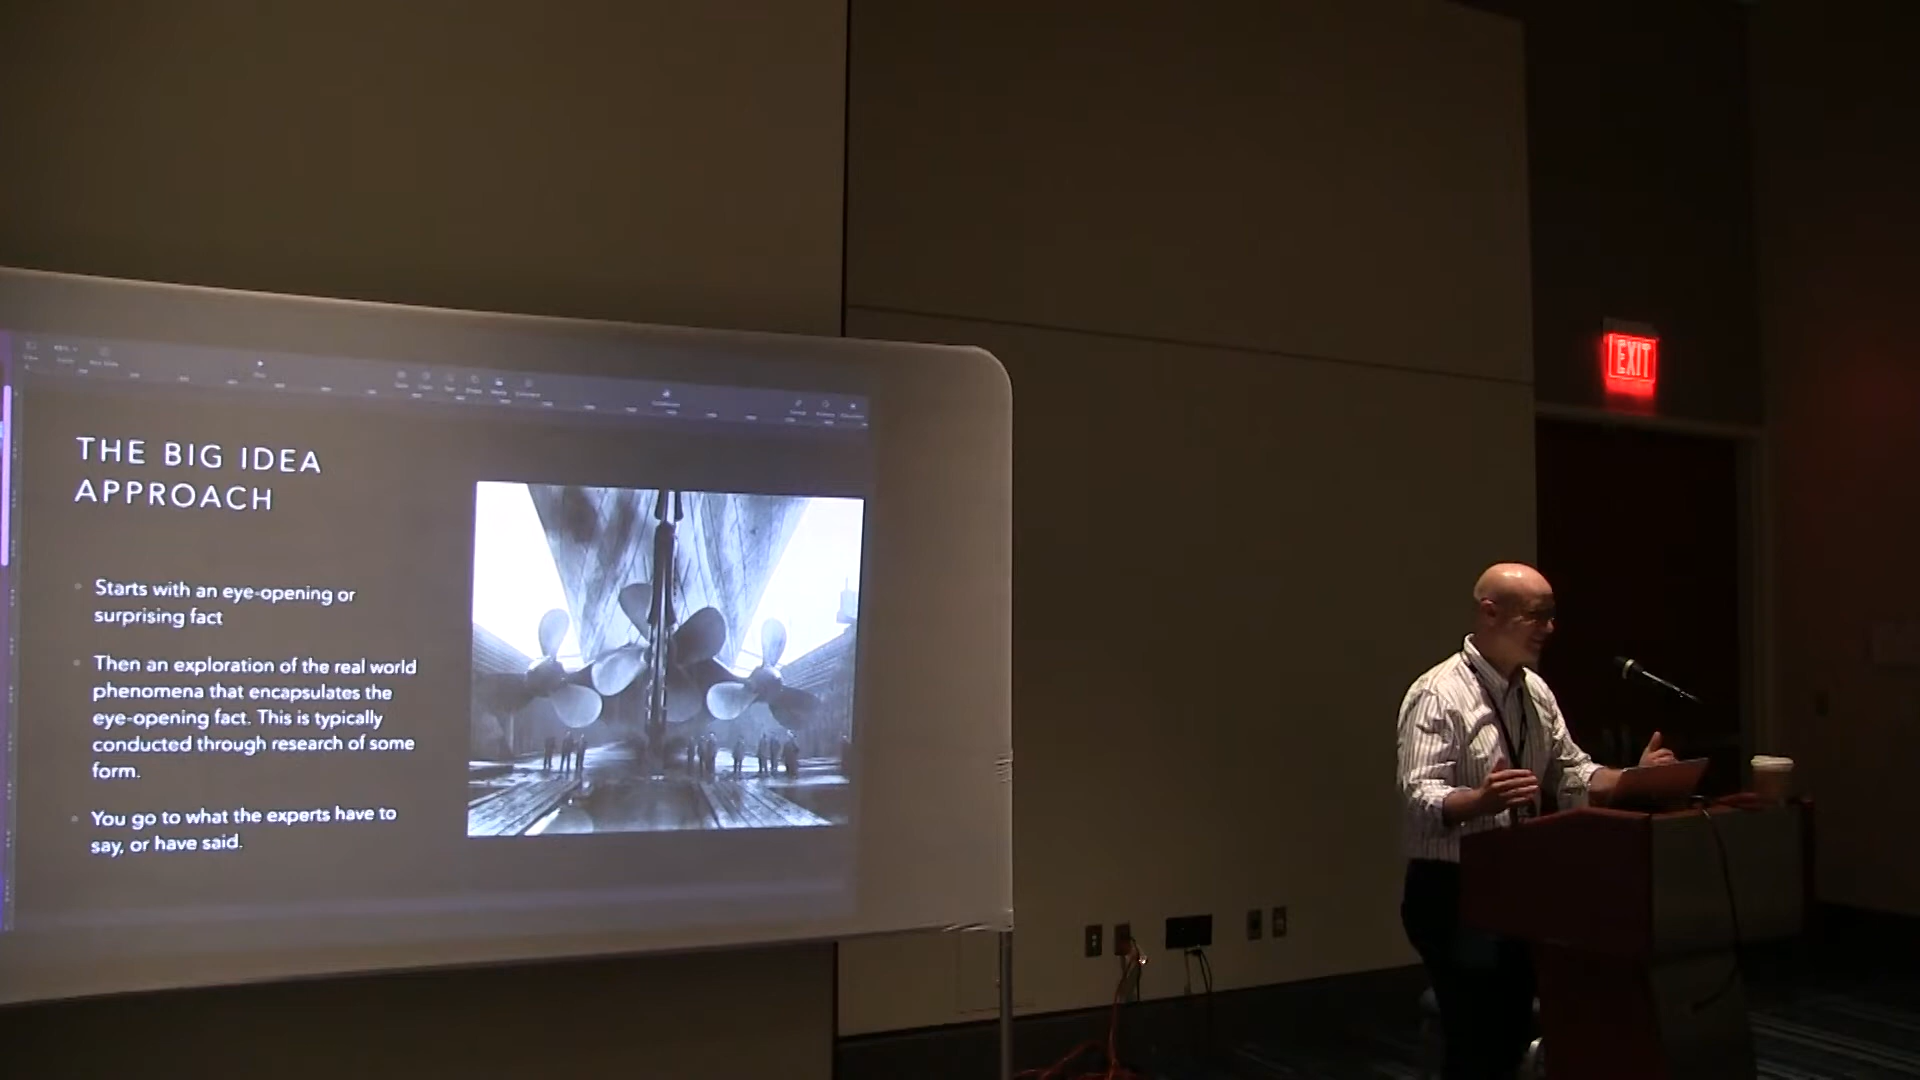 THE BIG IDEA
APPROACH
Starts with an eye-opening or
surprising fact
Then an exploration of the real world
phenomena that encapsulates the
eye-opening fact. This is typically
conducted through research of some
form.
You go to what the experts have to
say, or have said.
EXIT